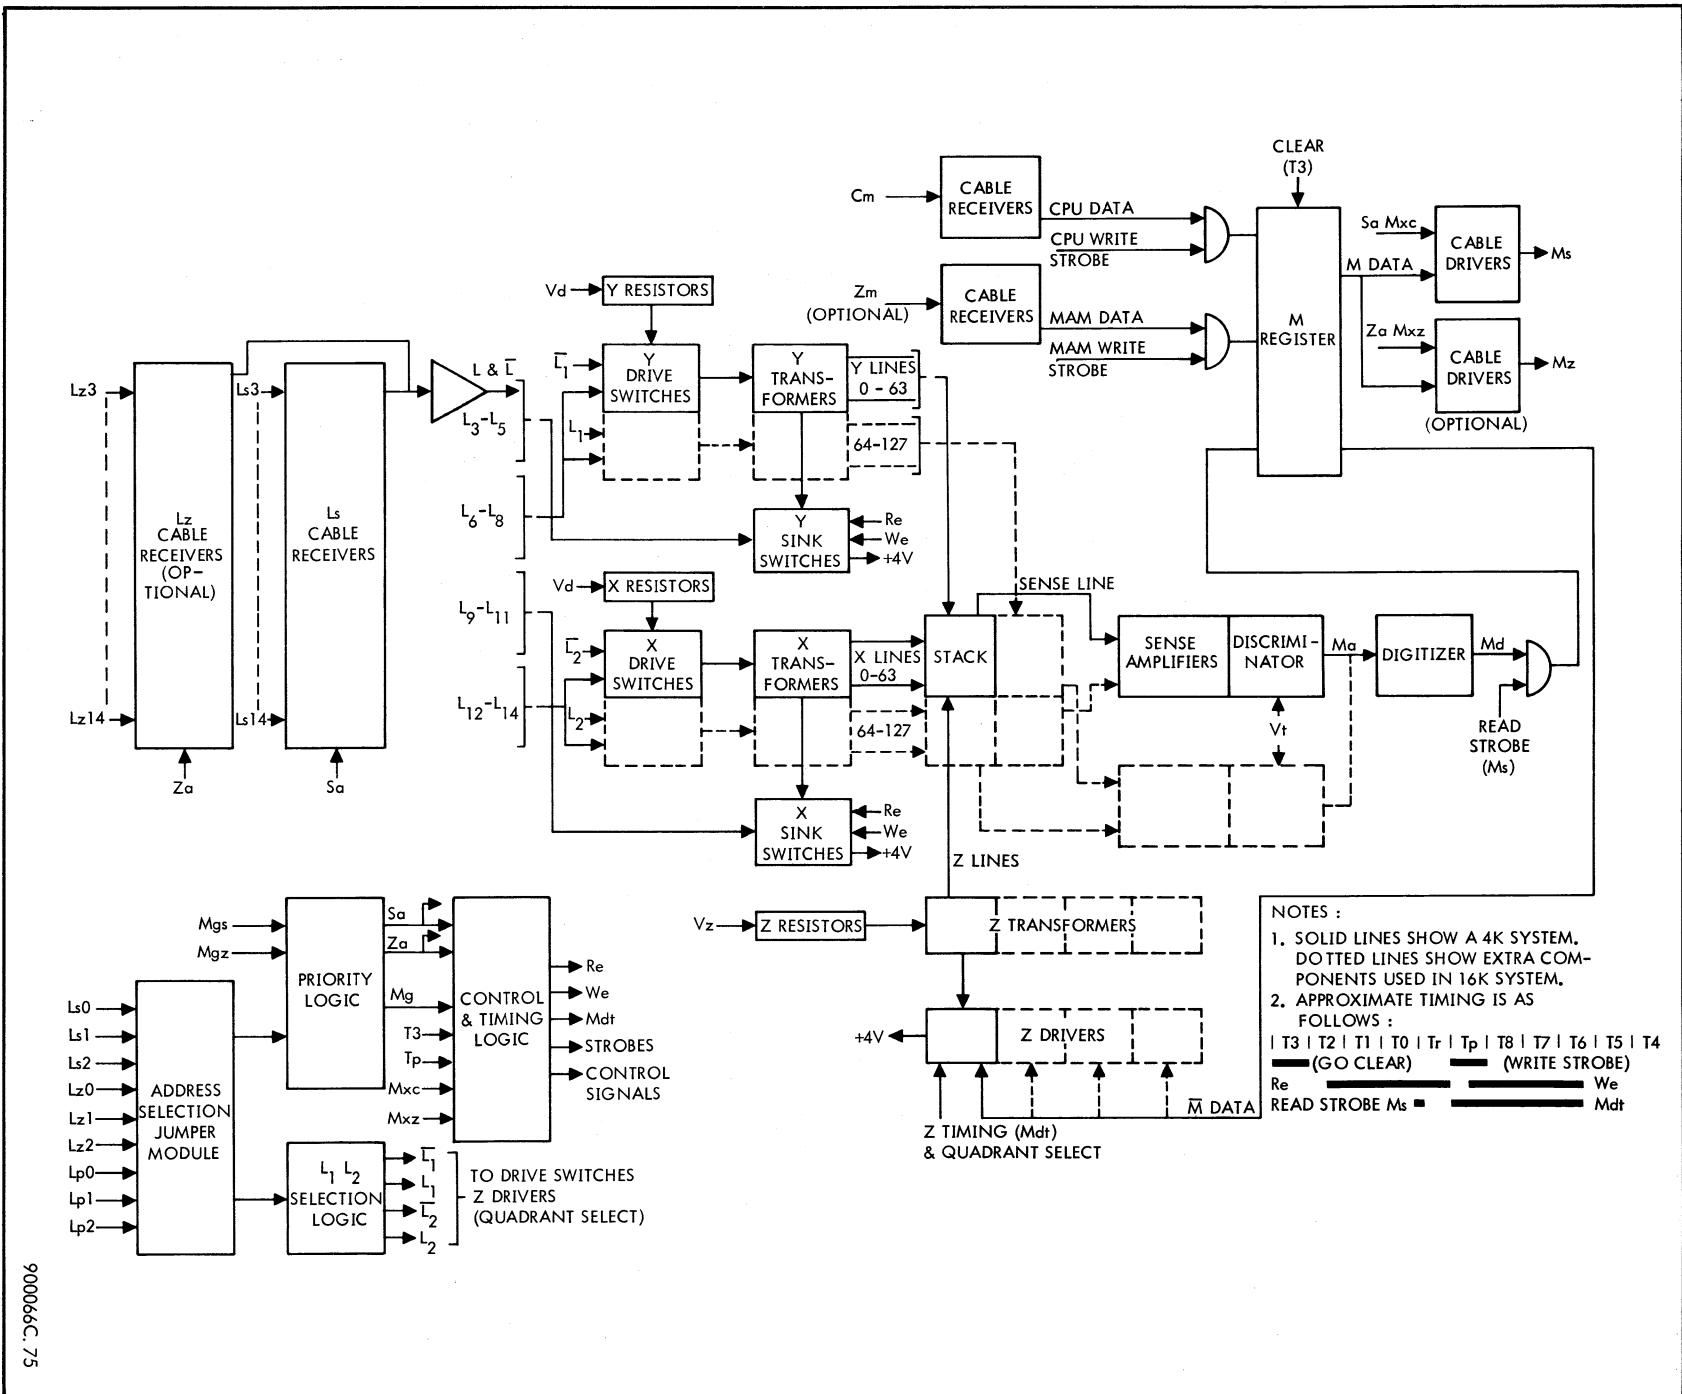 CLEAR
(T3)
Cm
CABLE
RECEIVERS
CPU DATA
CPU WRITE
STROBE
Zm
(OPTIONAL)
CABLE
RECEIVERS
MAM DATA
MAM WRITE
STROBE
M
REGISTER
Sa Mxc
M DATA
CABLE
DRIVERS
Ms
Za Mxz
CABLE
DRIVERS
Mz
(OPTIONAL)
Lz3
Lz14
Lz
CABLE
RECEIVERS
(OP-
TIONAL)
Za
Ls3
Ls14
Ls
CABLE
RECEIVERS
Sa
L & L̅
L3-L5
L6-L8
L9-L11
L12-L14
Vd
Y RESISTORS
L̅1
L1
Y
DRIVE
SWITCHES
Y
TRANS-
FORMERS
Y LINES
0 - 63
64-127
Y
SINK
SWITCHES
Re
We
+4V
Vd
X RESISTORS
L̅2
L2
X
DRIVE
SWITCHES
X
TRANS-
FORMERS
X LINES
0-63
64-127
X
SINK
SWITCHES
Re
We
+4V
STACK
SENSE LINE
SENSE
AMPLIFIERS
DISCRIMI-
NATOR
Vt
Ma
DIGITIZER
Md
READ
STROBE
(Ms)
Z LINES
Vz
Z RESISTORS
Z TRANSFORMERS
+4V
Z DRIVERS
M̅ DATA
Z TIMING (Mdt)
& QUADRANT SELECT
Mgs
Mgz
PRIORITY
LOGIC
Sa
Za
Mg
T3
Tp
Mxc
Mxz
CONTROL
& TIMING
LOGIC
Re
We
Mdt
STROBES
CONTROL
SIGNALS
Ls0
Ls1
Ls2
Lz0
Lz1
Lz2
Lp0
Lp1
Lp2
ADDRESS
SELECTION
JUMPER
MODULE
L1 L2
SELECTION
LOGIC
L̅1
L1
L̅2
L2
TO DRIVE SWITCHES
Z DRIVERS
(QUADRANT SELECT)
NOTES :
1. SOLID LINES SHOW A 4K SYSTEM.
DOTTED LINES SHOW EXTRA COM-
PONENTS USED IN 16K SYSTEM.
2. APPROXIMATE TIMING IS AS
FOLLOWS :
| T3 | T2 | T1 | T0 | Tr | Tp | T8 | T7 | T6 | T5 | T4
(GO CLEAR) (WRITE STROBE)
Re We
READ STROBE Ms Mdt
900066C. 75